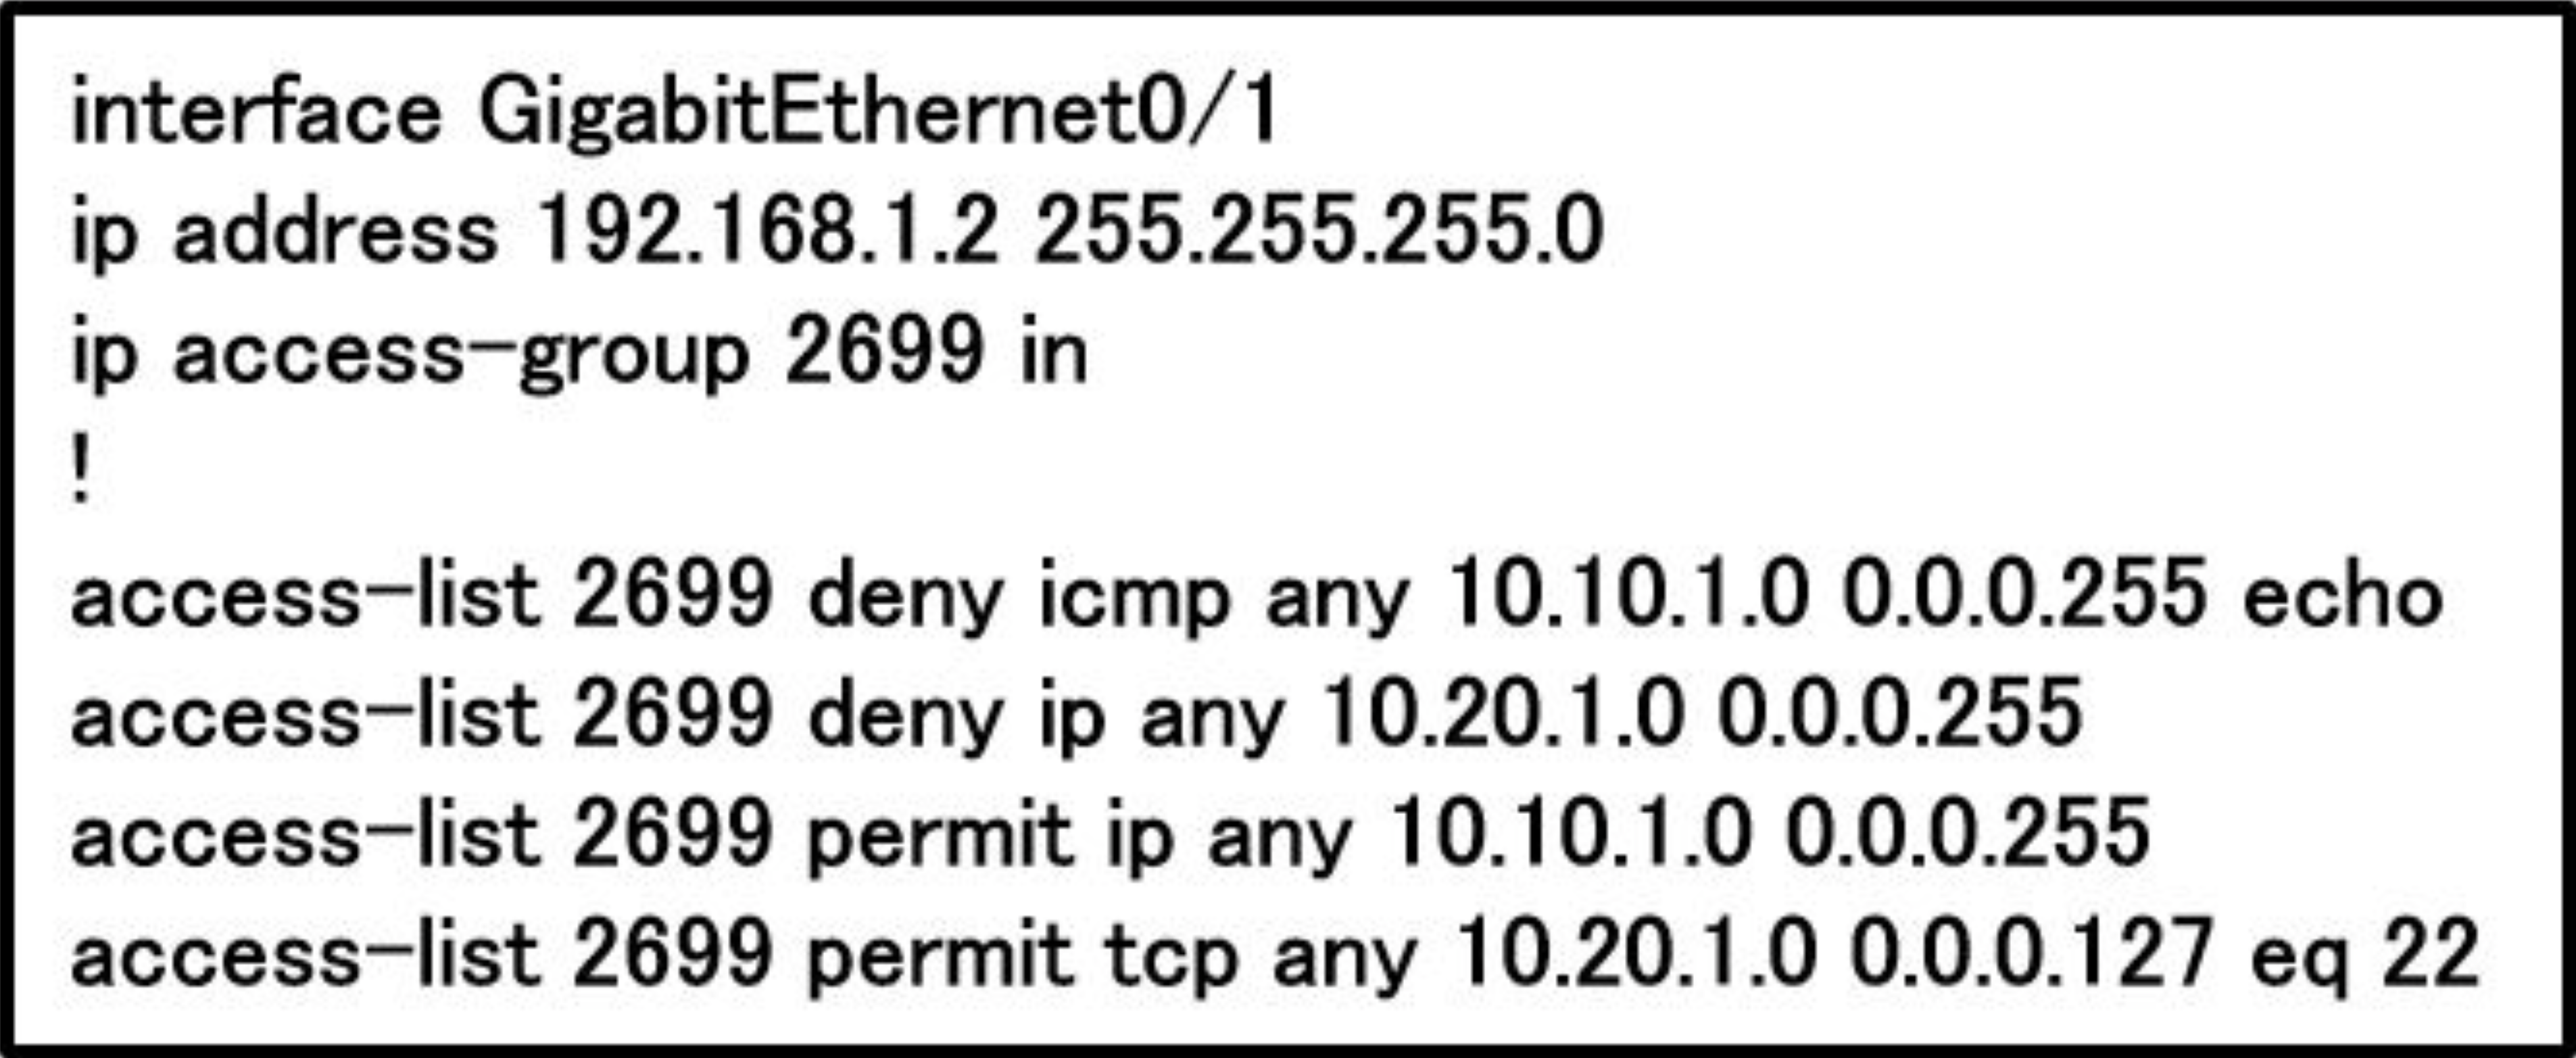 interface GigabitEthernet0/1
ip address 192.168.1.2 255.255.255.0
ip access-group 2699 in
!
access-list 2699 deny icmp any 10.10.1.0 0.0.0.255 echo
access-list 2699 deny ip any 10.20.1.0 0.0.0.255
access-list 2699 permit ip any 10.10.1.0 0.0.0.255
access-list 2699 permit tcp any 10.20.1.0 0.0.0.127 eq 22